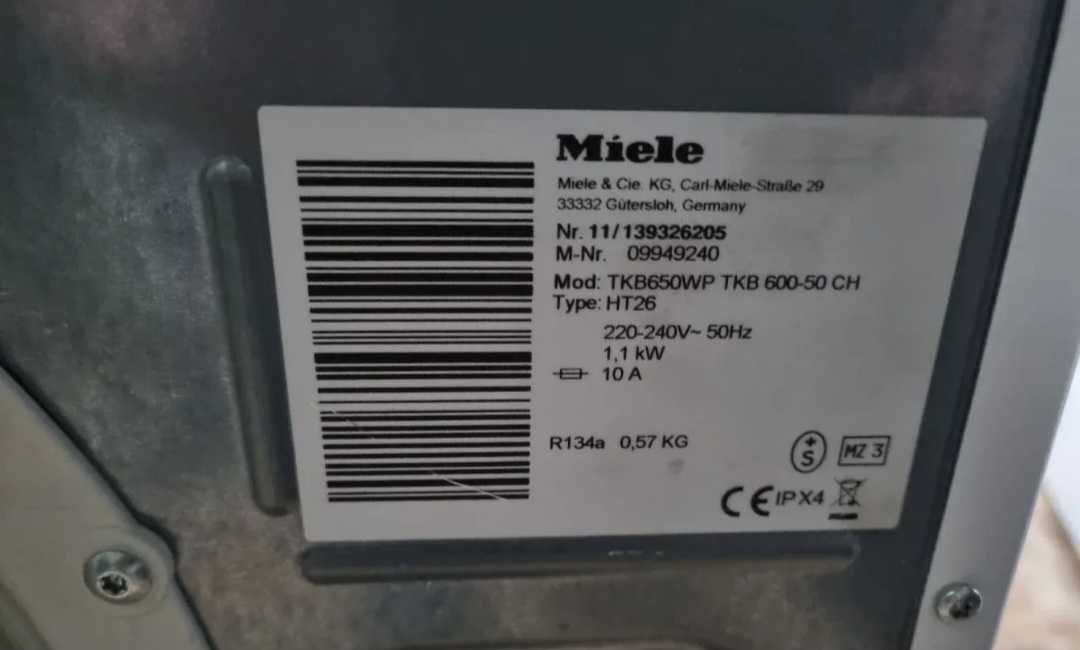 Miele
Miele & Cie. KG, Carl-Miele-Straße 29
33332 Gütersloh, Germany
Nr. 11/139326205
M-Nr. 09949240
Mod: TKB650WP TKB 600-50 CH
Type: HT26
220-240V~ 50Hz
1,1 kW
10 A
R134a 0,57 KG
+S MZ 3
CE IPX4